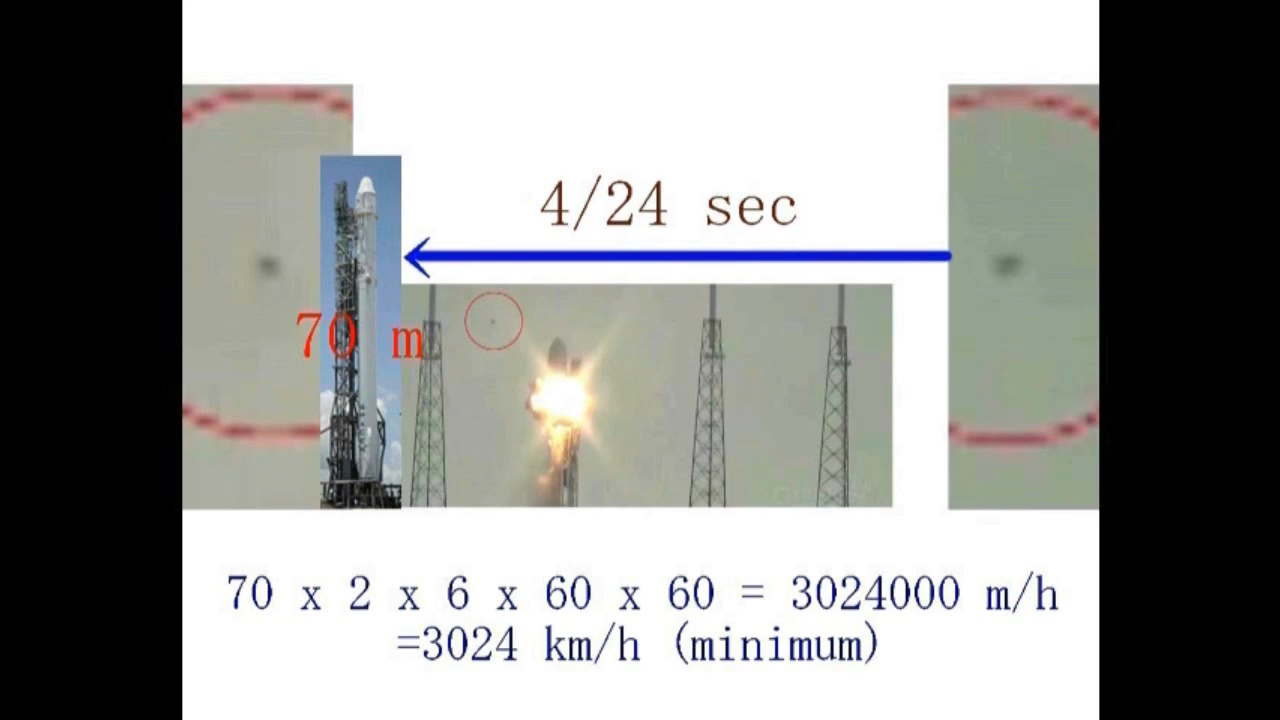 4/24 sec
70 m
70 x 2 x 6 x 60 x 60 = 3024000 m/h
=3024 km/h (minimum)